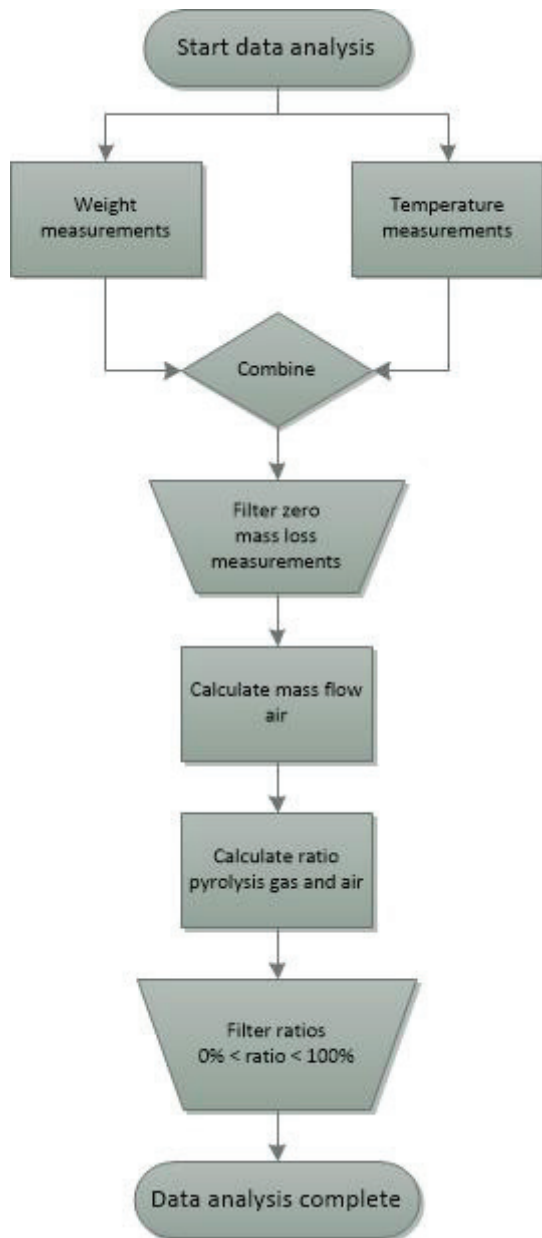 Start data analysis
Weight
measurements
Temperature
measurements
Combine
Filter zero
mass loss
measurements
Calculate mass flow
air
Calculate ratio
pyrolysis gas and air
Filter ratios
0% < ratio < 100%
Data analysis complete